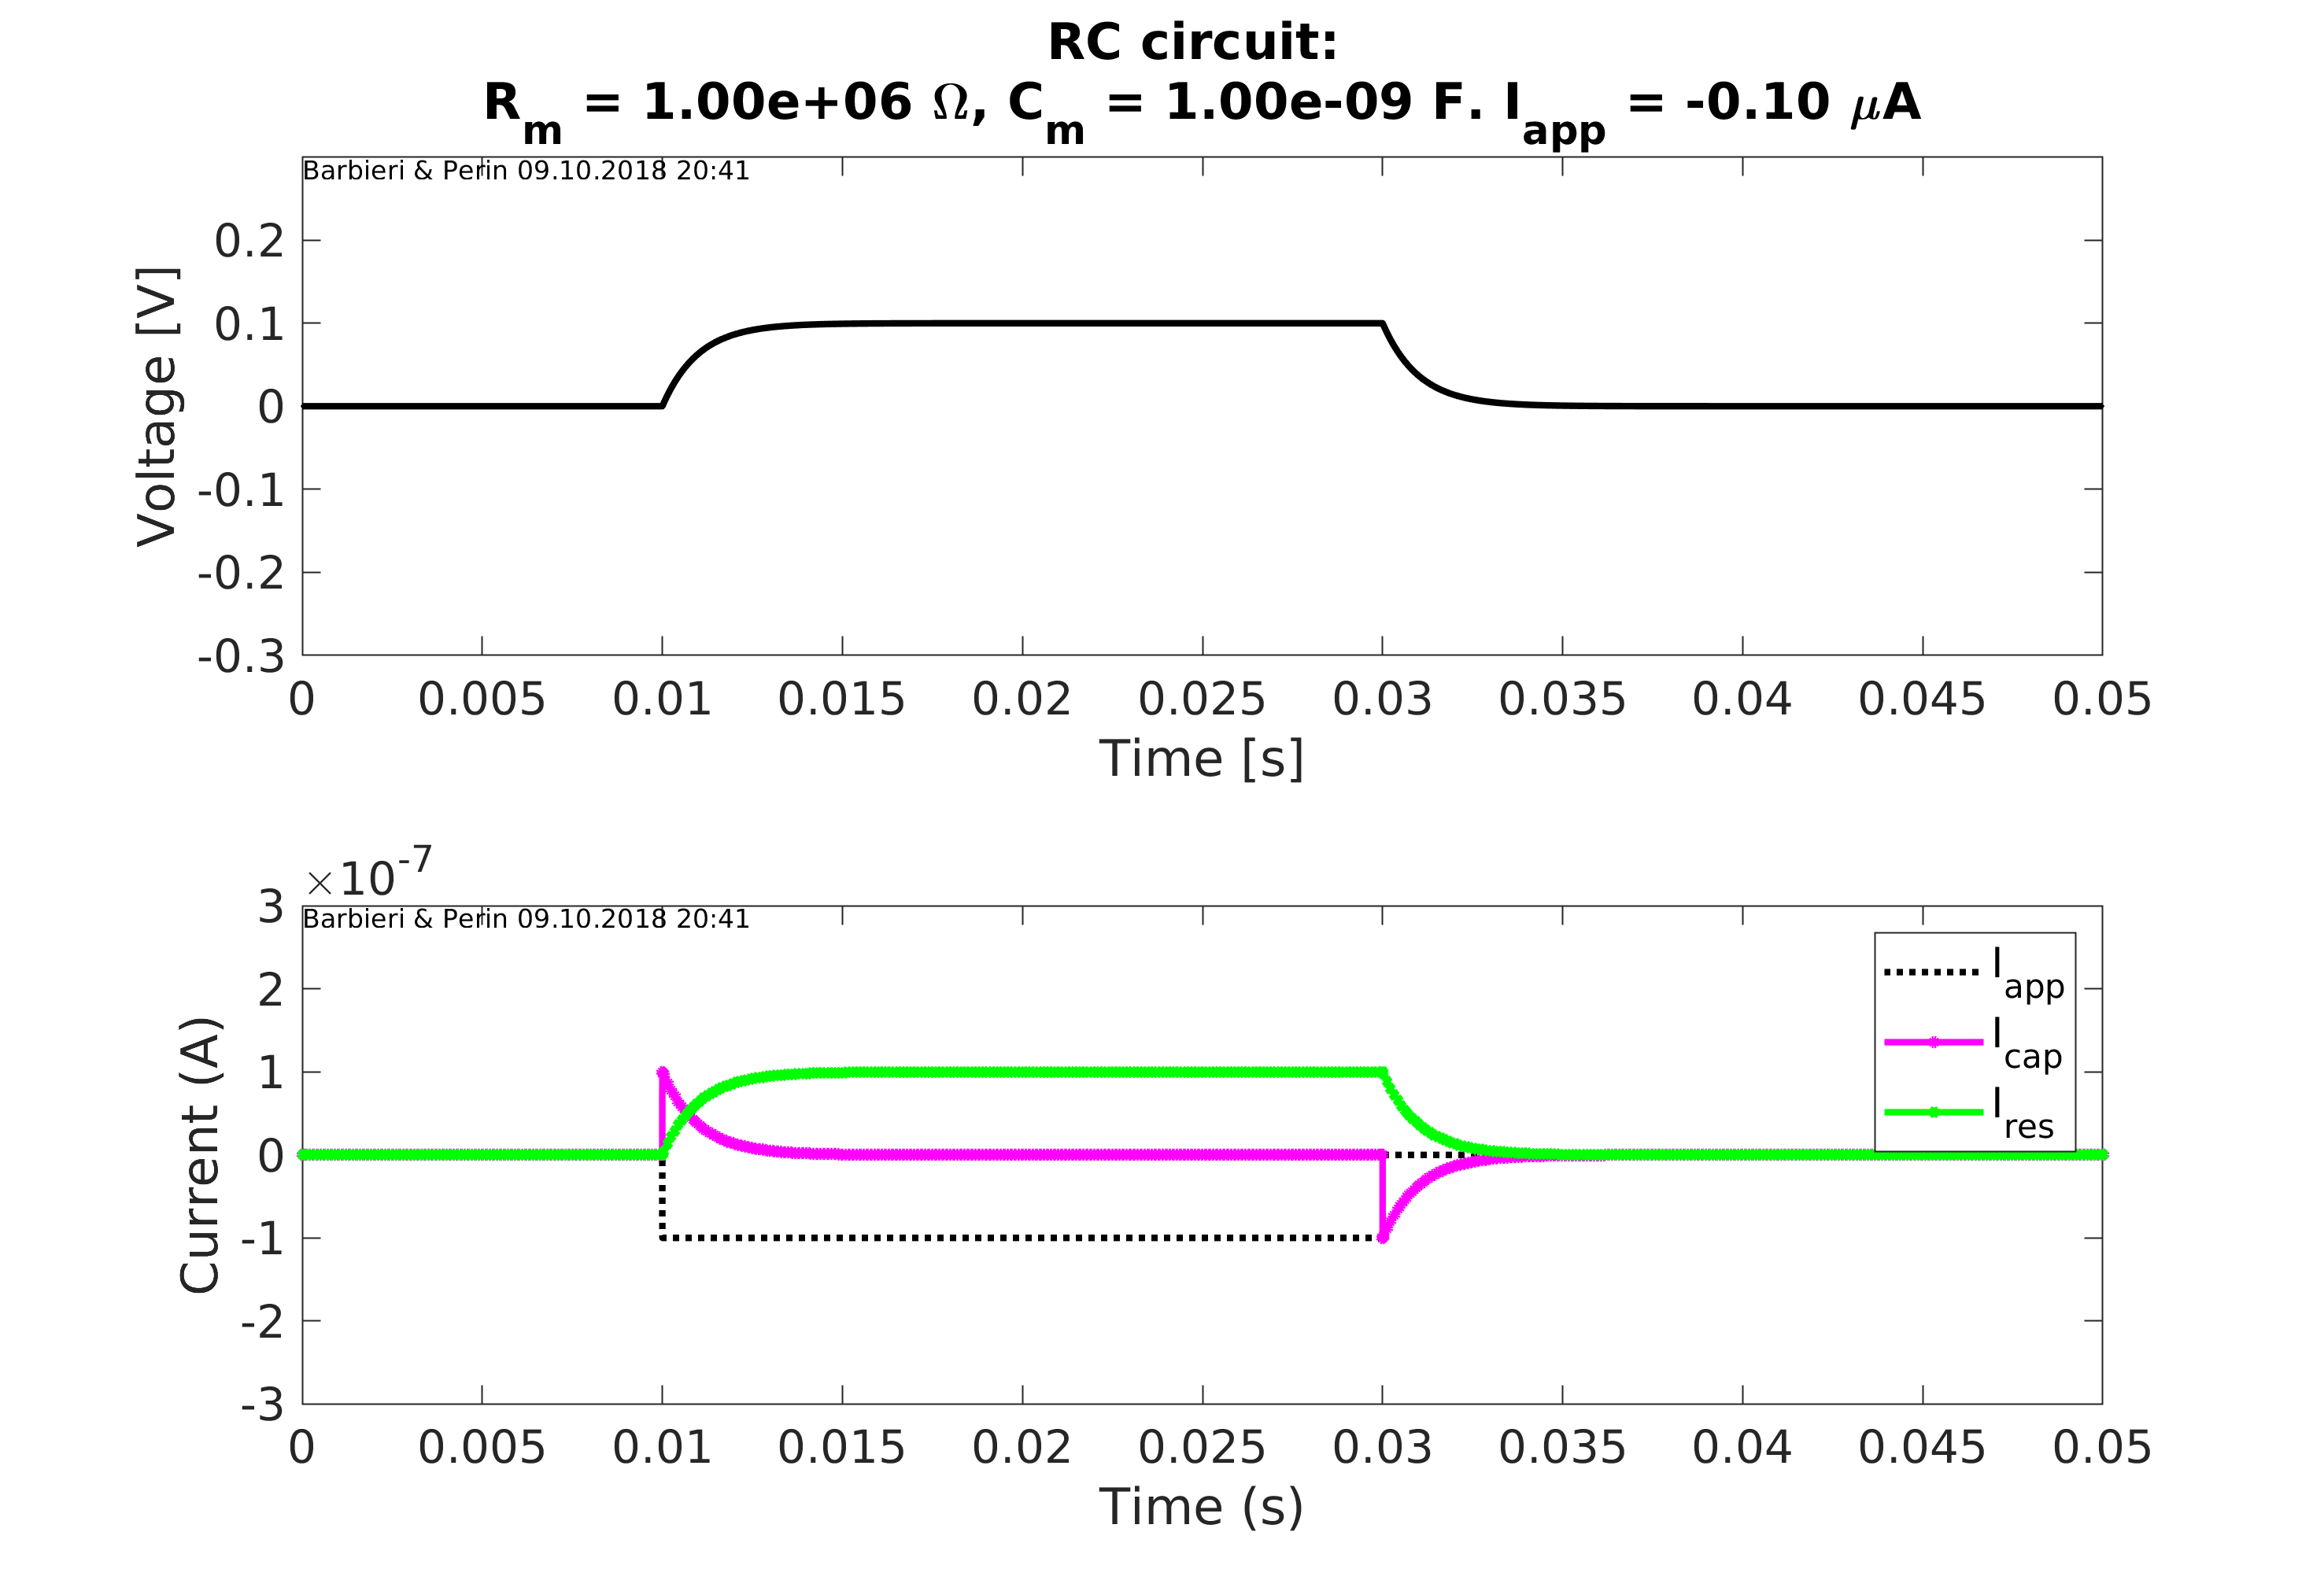 RC circuit:
Rm = 1.00e+06 Ω, Cm = 1.00e-09 F. Iapp = -0.10 μA
Barbieri & Perin 09.10.2018 20:41
0.2
0.1
0
-0.1
-0.2
-0.3
Voltage [V]
0 0.005 0.01 0.015 0.02 0.025 0.03 0.035 0.04 0.045 0.05
Time [s]
×10-7
Barbieri & Perin 09.10.2018 20:41
3
2
1
0
-1
-2
-3
Current (A)
Iapp
Icap
Ires
0 0.005 0.01 0.015 0.02 0.025 0.03 0.035 0.04 0.045 0.05
Time (s)